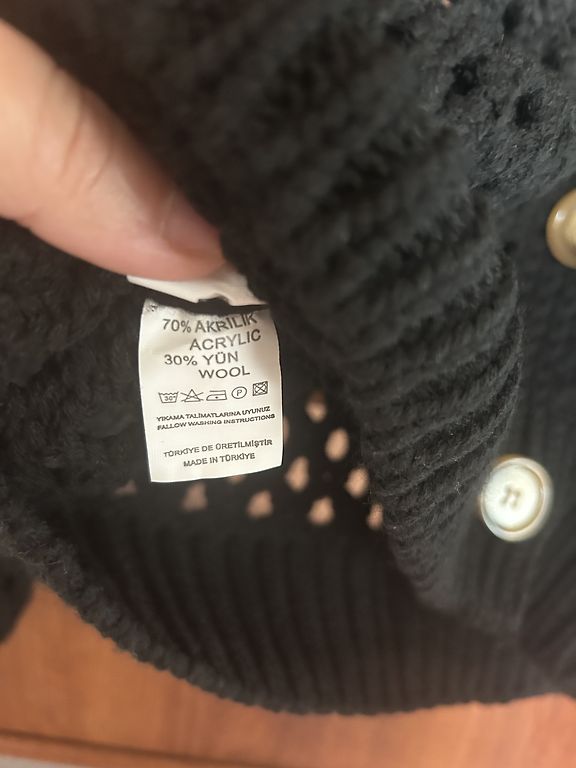 70% AKRİLİK
ACRYLIC
30% YÜN
WOOL
30°
P
YIKAMA TALİMATLARINA UYUNUZ
FALLOW WASHING INSTRUCTIONS
TÜRKİYE DE ÜRETİLMİŞTİR
MADE IN TÜRKİYE